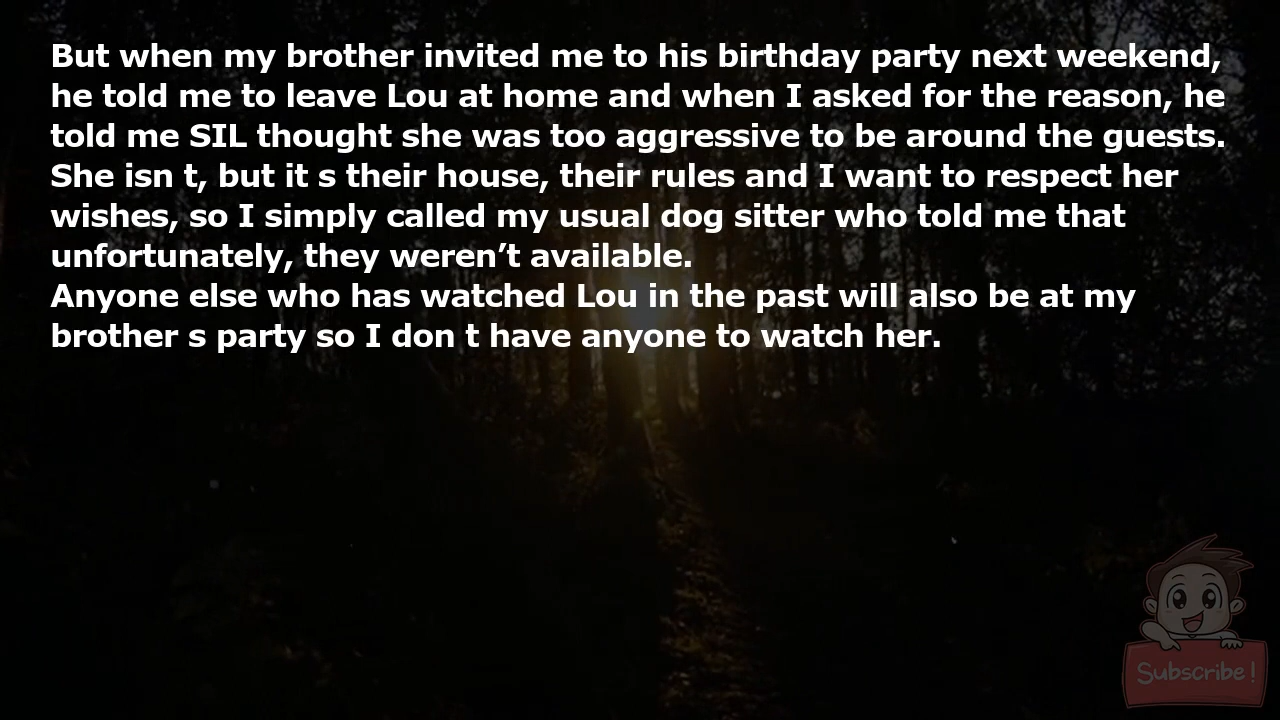 But when my brother invited me to his birthday party next weekend,
he told me to leave Lou at home and when I asked for the reason, he
told me SIL thought she was too aggressive to be around the guests.
She isn t, but it s their house, their rules and I want to respect her
wishes, so I simply called my usual dog sitter who told me that
unfortunately, they weren’t available.
Anyone else who has watched Lou in the past will also be at my
brother s party so I don t have anyone to watch her.
Subscribe!